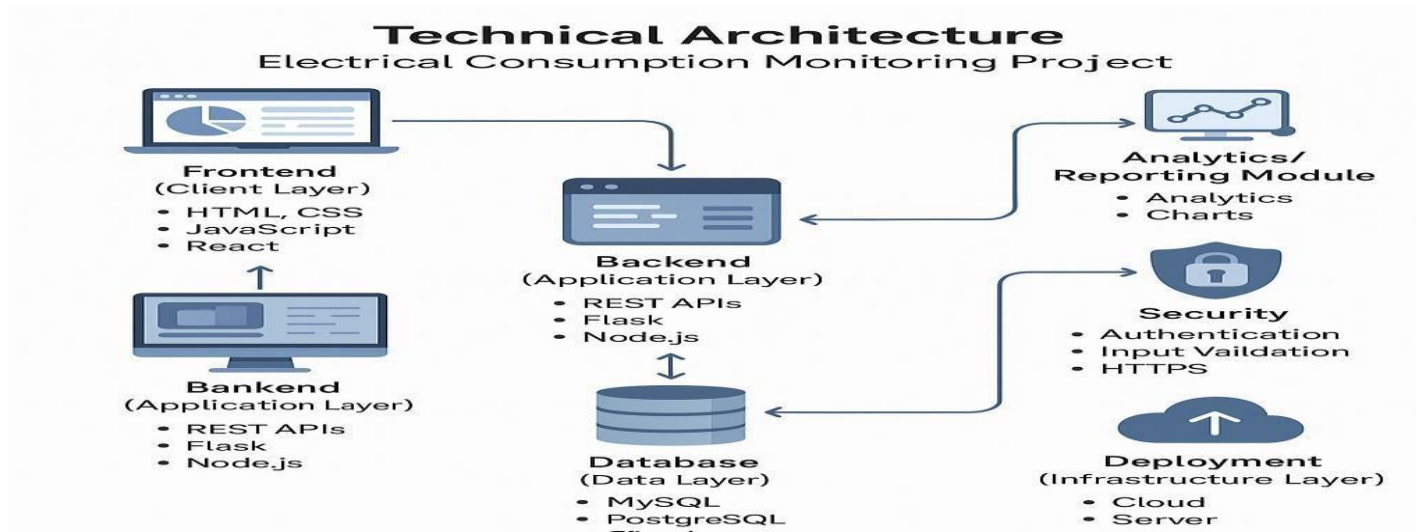 Technical Architecture
Electrical Consumption Monitoring Project
Frontend
(Client Layer)
• HTML, CSS
• JavaScript
• React
Bankend
(Application Layer)
• REST APIs
• Flask
• Node.js
Backend
(Application Layer)
• REST APIs
• Flask
• Node.js
Database
(Data Layer)
• MySQL
• PostgreSQL
Analytics/
Reporting Module
• Analytics
• Charts
Security
• Authentication
• Input Vaildation
• HTTPS
Deployment
(Infrastructure Layer)
• Cloud
• Server